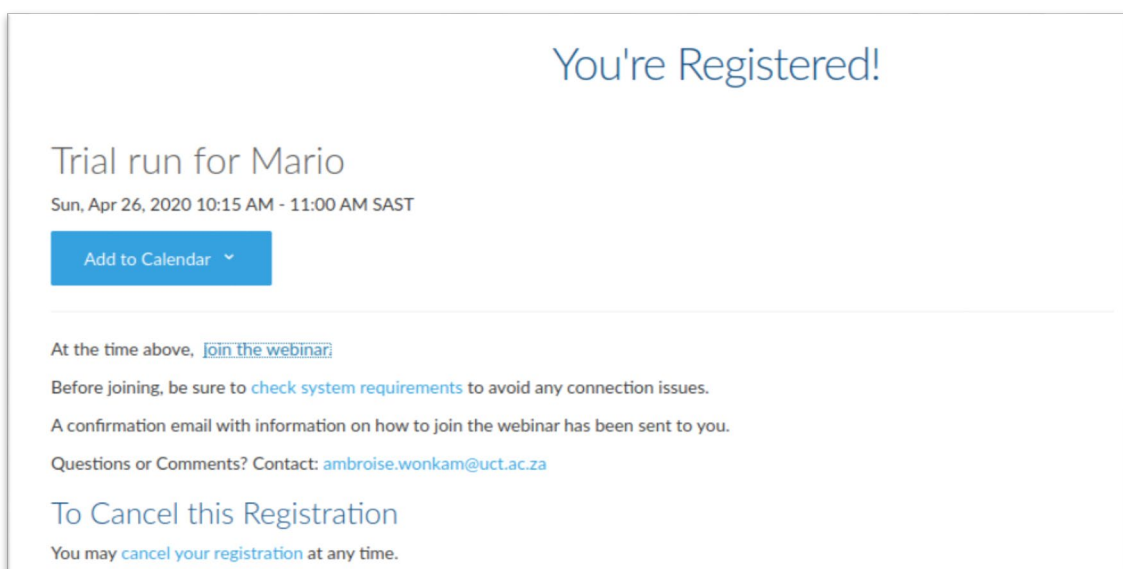 You're Registered!
Trial run for Mario
Sun, Apr 26, 2020 10:15 AM - 11:00 AM SAST
Add to Calendar
At the time above, join the webinar.
Before joining, be sure to check system requirements to avoid any connection issues.
A confirmation email with information on how to join the webinar has been sent to you.
Questions or Comments? Contact: ambroise.wonkam@uct.ac.za
To Cancel this Registration
You may cancel your registration at any time.